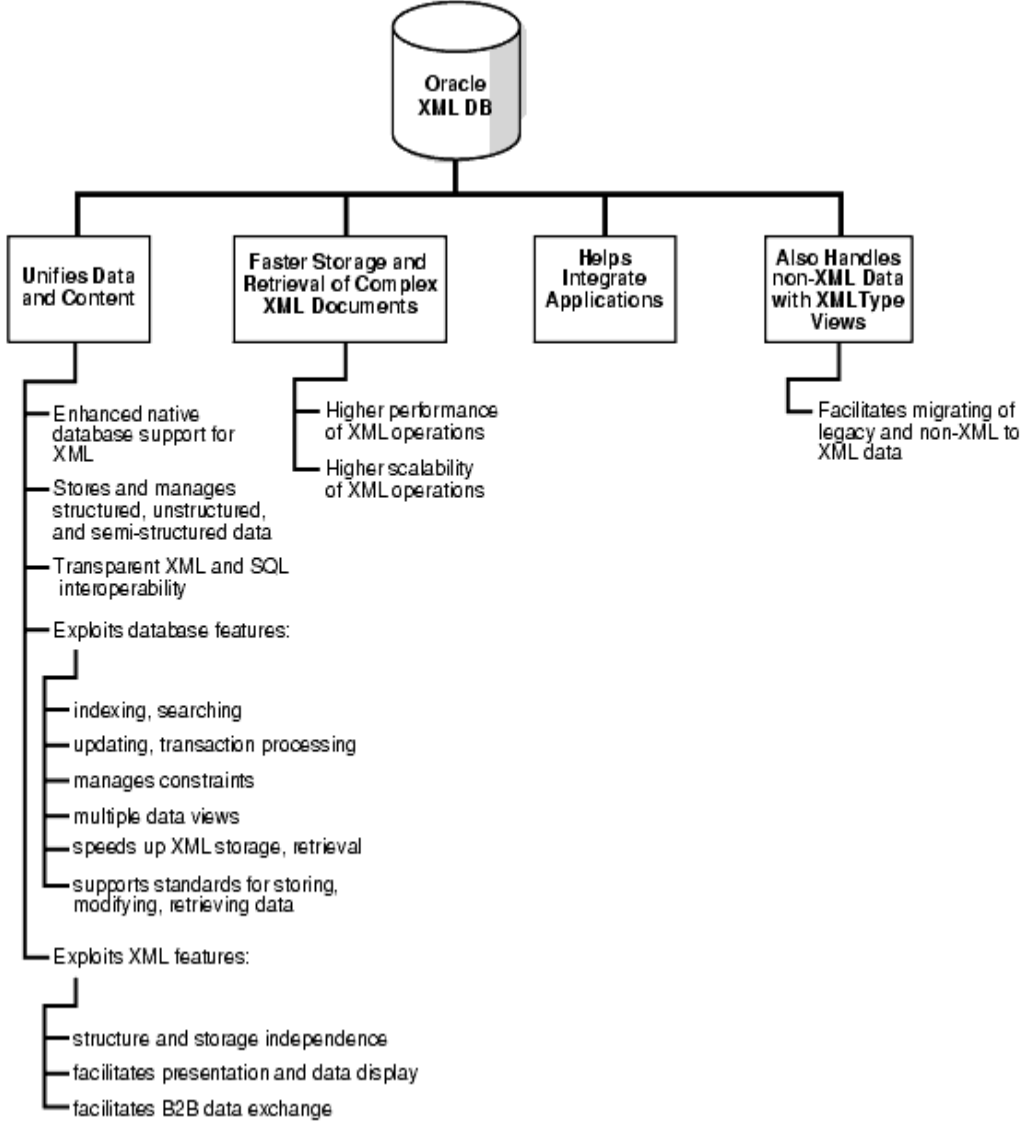 Oracle
XML DB
Unifies Data
and Content
Faster Storage and
Retrieval of Complex
XML Documents
Helps
Integrate
Applications
Also Handles
non-XML Data
with XMLType
Views
Enhanced native
database support for
XML
Stores and manages
structured, unstructured,
and semi-structured data
Transparent XML and SQL
interoperability
Exploits database features:
indexing, searching
updating, transaction processing
manages constraints
multiple data views
speeds up XML storage, retrieval
supports standards for storing,
modifying, retrieving data
Exploits XML features:
structure and storage independence
facilitates presentation and data display
facilitates B2B data exchange
Higher performance
of XML operations
Higher scalability
of XML operations
Facilitates migrating of
legacy and non-XML to
XML data